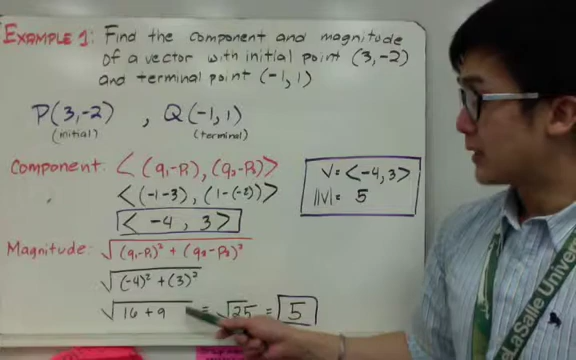 EXAMPLE 1: Find the component and magnitude
of a vector with initial point (3,-2)
and terminal point (-1,1)
P(3,-2) , Q(-1,1)
(initial) (terminal)
Component: <(q₁-p₁),(q₂-p₂)>
<(-1-3),(1-(-2))>
<-4, 3>
V=<-4,3>
||V||= 5
Magnitude: √(q₁-p₁)²+(q₂-p₂)²
√(-4)²+(3)²
√16+9 = √25 = 5
LaSalle University